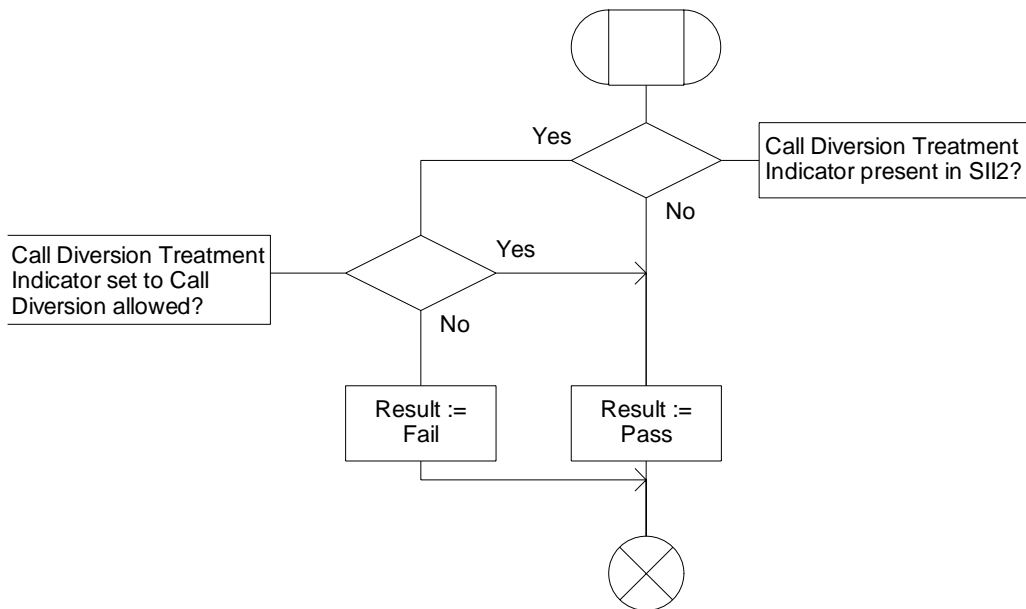 Yes
Call Diversion Treatment
Indicator present in SII2?
No
Call Diversion Treatment
Indicator set to Call
Diversion allowed?
Yes
No
Result :=
Fail
Result :=
Pass